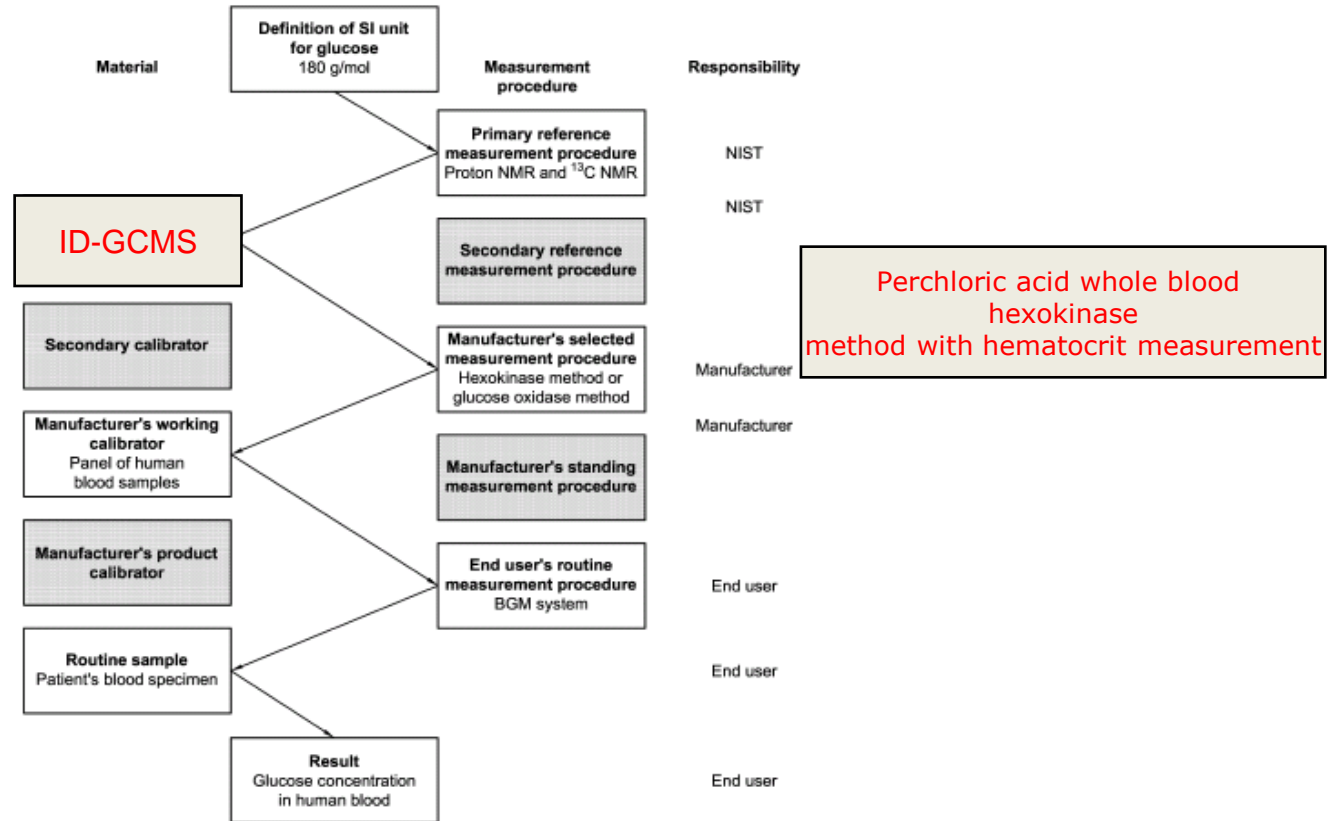 Definition of SI unit
for glucose
180 g/mol
Material
Measurement
procedure
Responsibility
Primary reference
measurement procedure
Proton NMR and ¹³C NMR
NIST
NIST
ID-GCMS
Secondary reference
measurement procedure
Perchloric acid whole blood
hexokinase
method with hematocrit measurement
Secondary calibrator
Manufacturer's selected
measurement procedure
Hexokinase method or
glucose oxidase method
Manufacturer
Manufacturer's working
calibrator
Panel of human
blood samples
Manufacturer
Manufacturer's standing
measurement procedure
Manufacturer's product
calibrator
End user's routine
measurement procedure
BGM system
End user
Routine sample
Patient's blood specimen
End user
Result
Glucose concentration
in human blood
End user